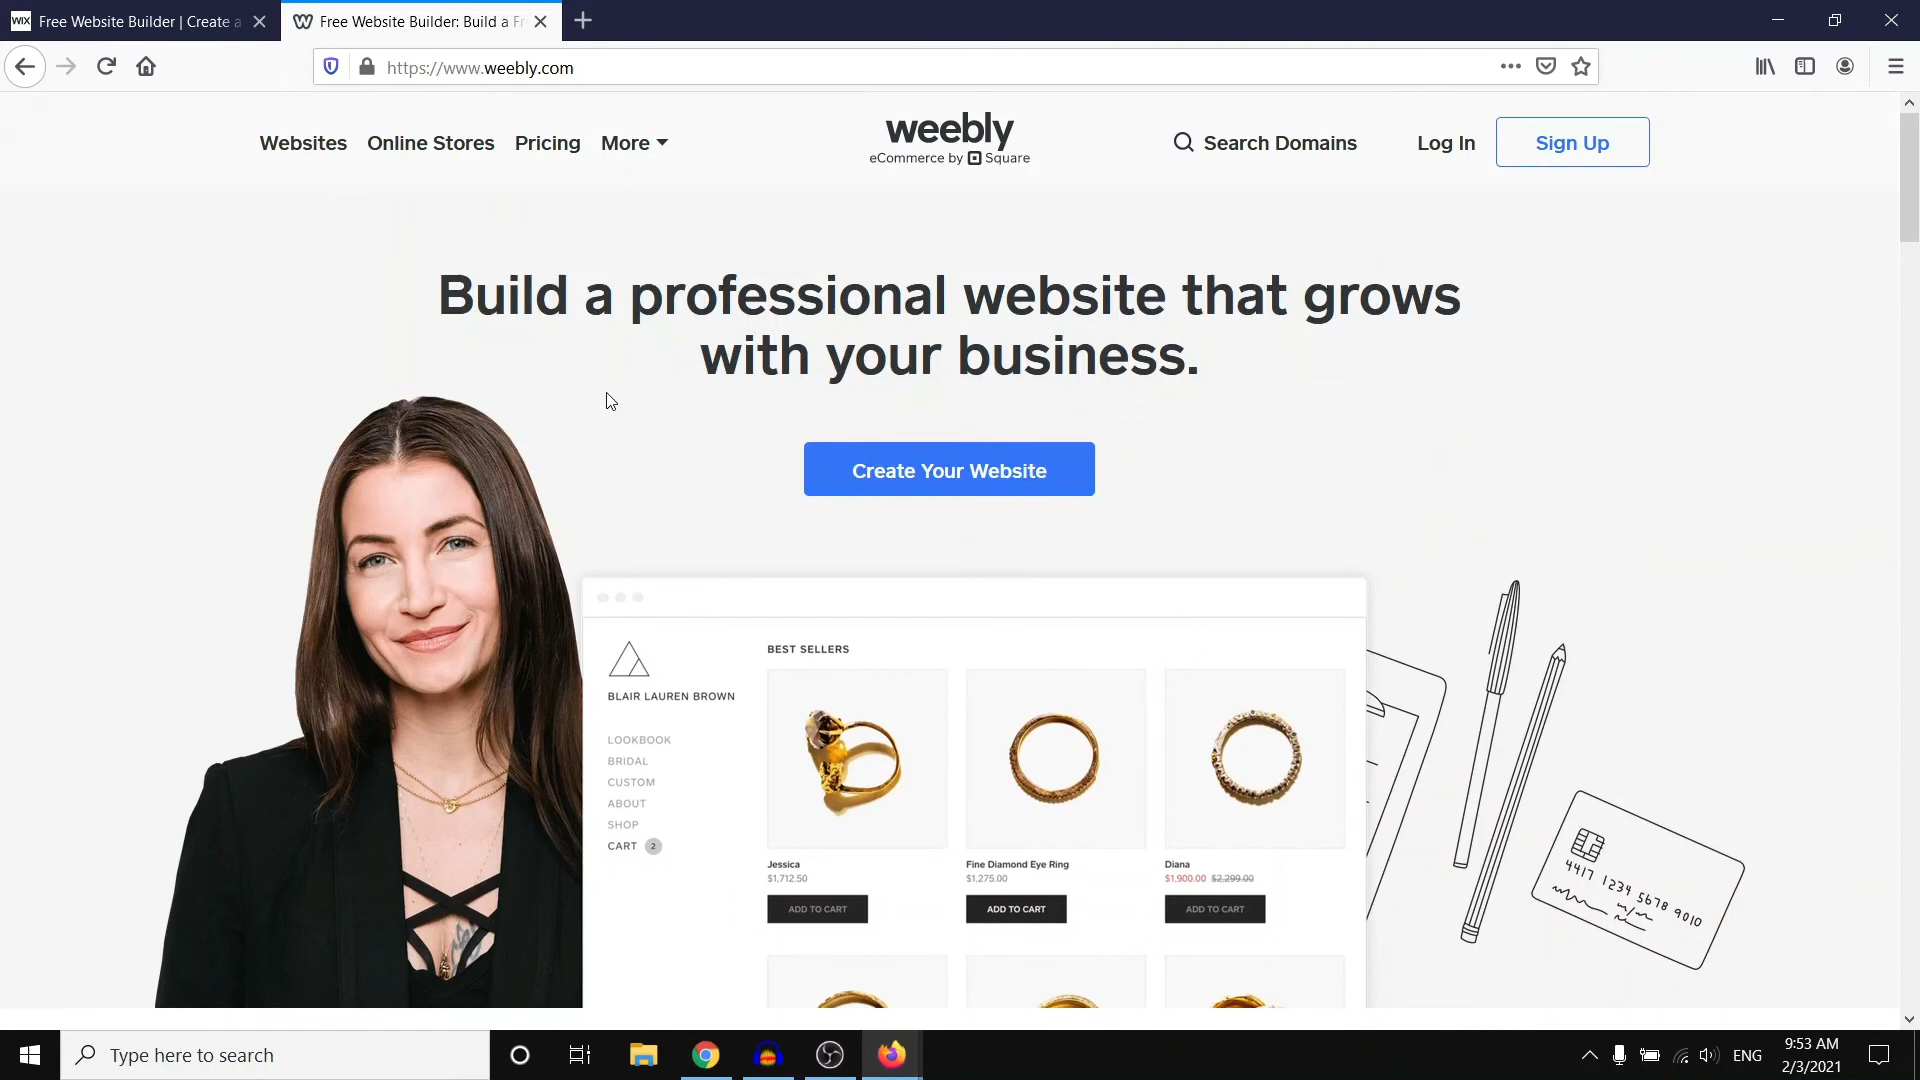 WIX Free Website Builder | Create a
Free Website Builder: Build a Fr
https://www.weebly.com
Websites Online Stores Pricing More
weebly
eCommerce by Square
Search Domains Log In Sign Up
Build a professional website that grows
with your business.
Create Your Website
BLAIR LAUREN BROWN
LOOKBOOK
BRIDAL
CUSTOM
ABOUT
SHOP
CART 2
BEST SELLERS
Jessica
$1,712.50
ADD TO CART
Fine Diamond Eye Ring
$1,275.00
ADD TO CART
Diana
$1,900.00 $2,299.00
ADD TO CART
4417 1234 5678 9010
Type here to search
ENG
9:53 AM
2/3/2021